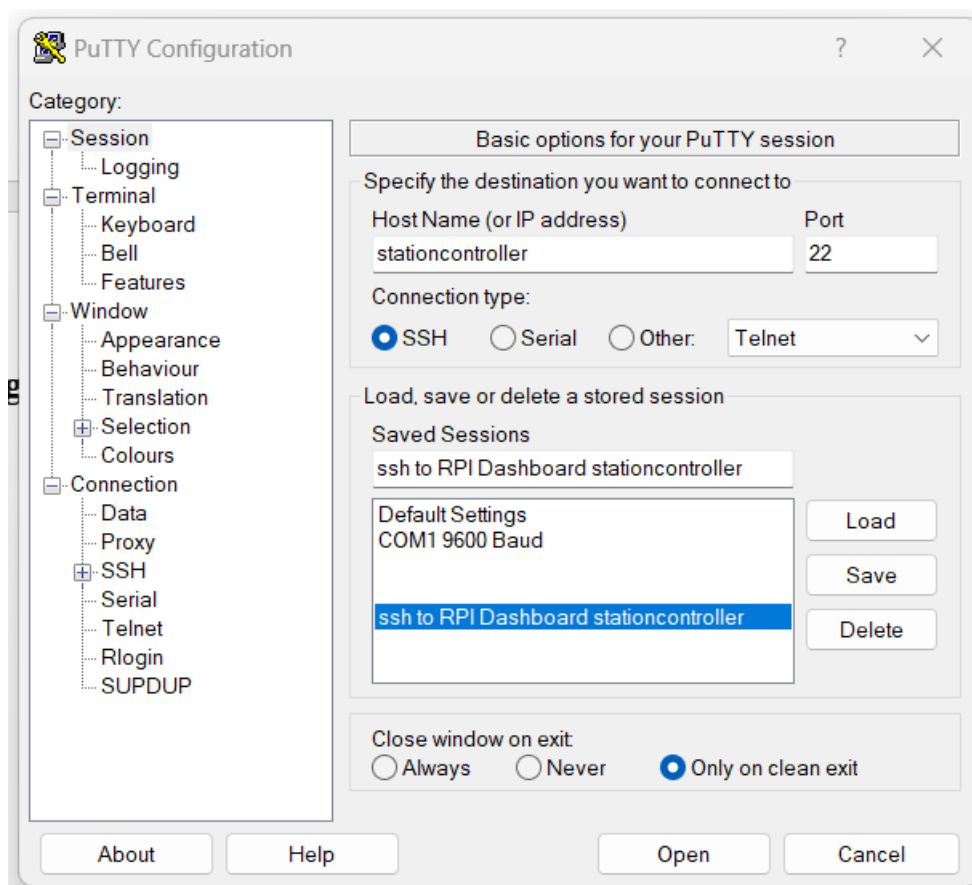 PuTTY Configuration
?
Category:
Session
Logging
Terminal
Keyboard
Bell
Features
Window
Appearance
Behaviour
Translation
Selection
Colours
Connection
Data
Proxy
SSH
Serial
Telnet
Rlogin
SUPDUP
Basic options for your PuTTY session
Specify the destination you want to connect to
Host Name (or IP address) Port
stationcontroller 22
Connection type:
SSH Serial Other: Telnet
Load, save or delete a stored session
Saved Sessions
ssh to RPI Dashboard stationcontroller
Default Settings
COM1 9600 Baud
ssh to RPI Dashboard stationcontroller
Load
Save
Delete
Close window on exit:
Always Never Only on clean exit
About Help Open Cancel
g